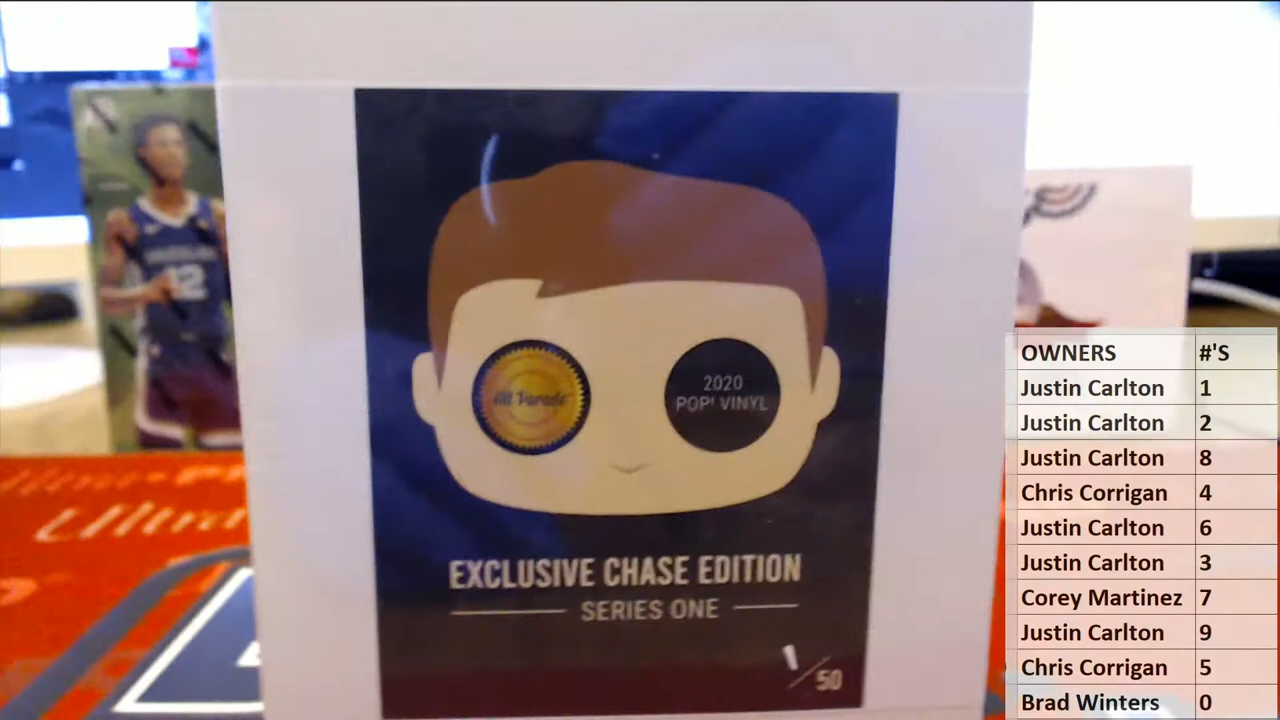 2020
POP! VINYL
EXCLUSIVE CHASE EDITION
SERIES ONE
1/50
12
Ultra
OWNERS #'S
Justin Carlton 1
Justin Carlton 2
Justin Carlton 8
Chris Corrigan 4
Justin Carlton 6
Justin Carlton 3
Corey Martinez 7
Justin Carlton 9
Chris Corrigan 5
Brad Winters 0